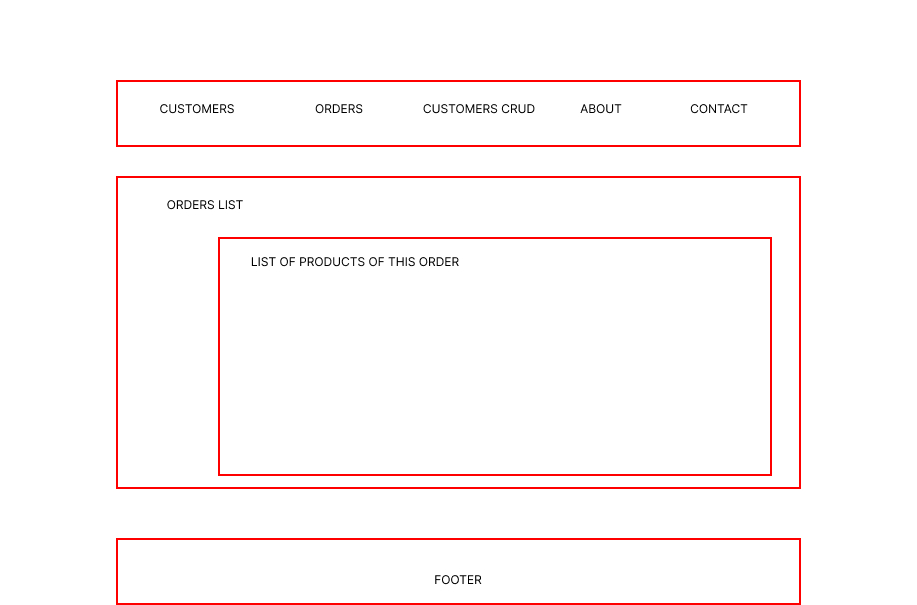 CUSTOMERS ORDERS CUSTOMERS CRUD ABOUT CONTACT
ORDERS LIST
LIST OF PRODUCTS OF THIS ORDER
FOOTER